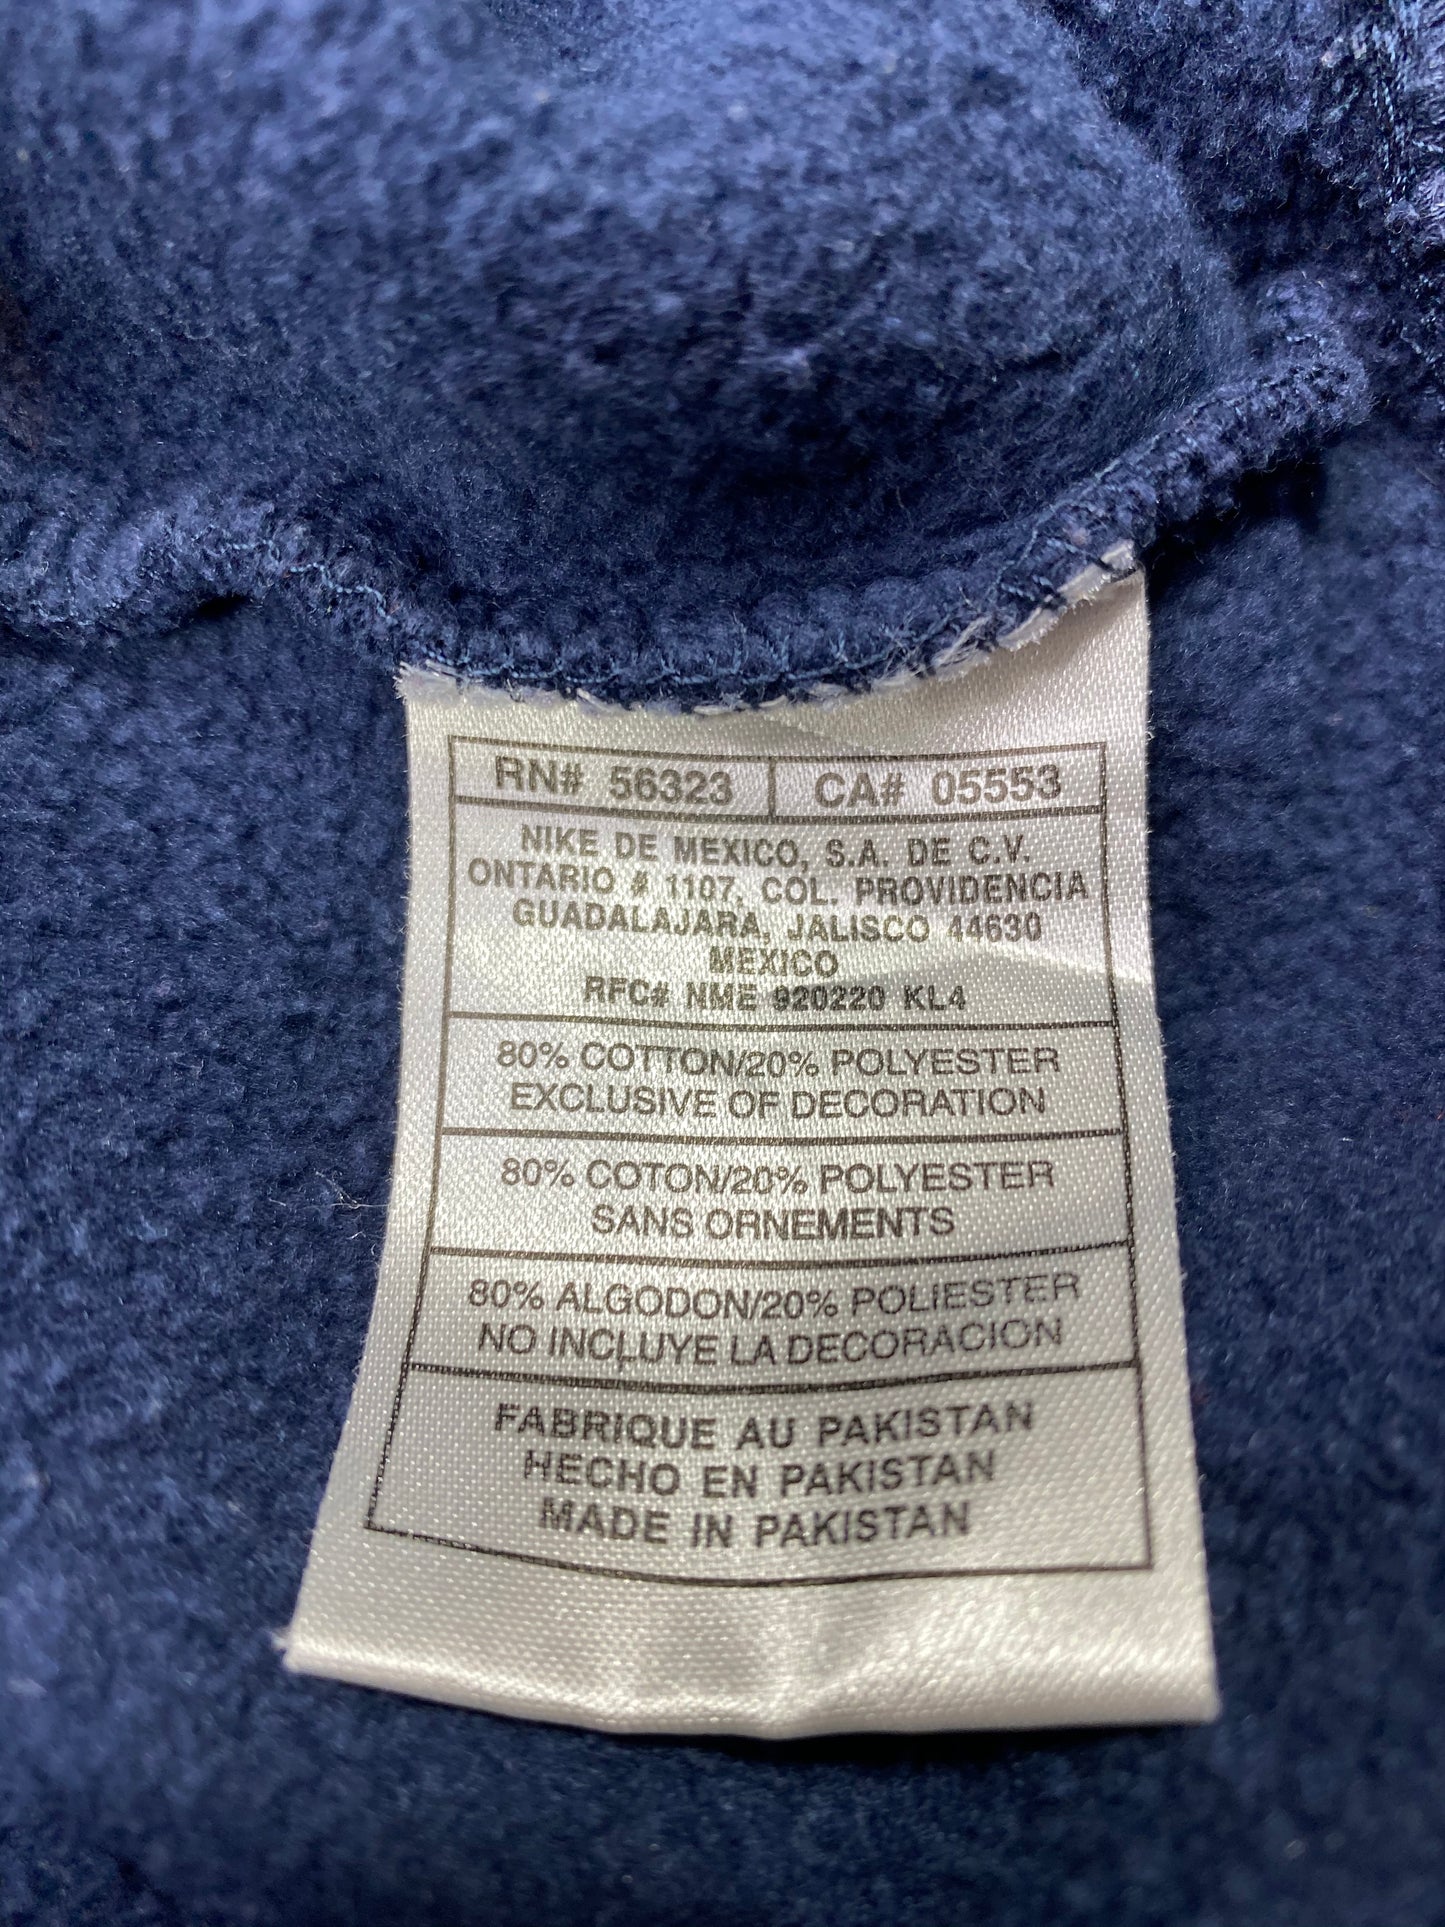 RN# 56323 CA# 05553
NIKE DE MEXICO, S.A. DE C.V.
ONTARIO # 1107, COL. PROVIDENCIA
GUADALAJARA, JALISCO 44630
MEXICO
RFC# NME 920220 KL4
80% COTTON/20% POLYESTER
EXCLUSIVE OF DECORATION
80% COTON/20% POLYESTER
SANS ORNEMENTS
80% ALGODON/20% POLIESTER
NO INCLUYE LA DECORACION
FABRIQUE AU PAKISTAN
HECHO EN PAKISTAN
MADE IN PAKISTAN